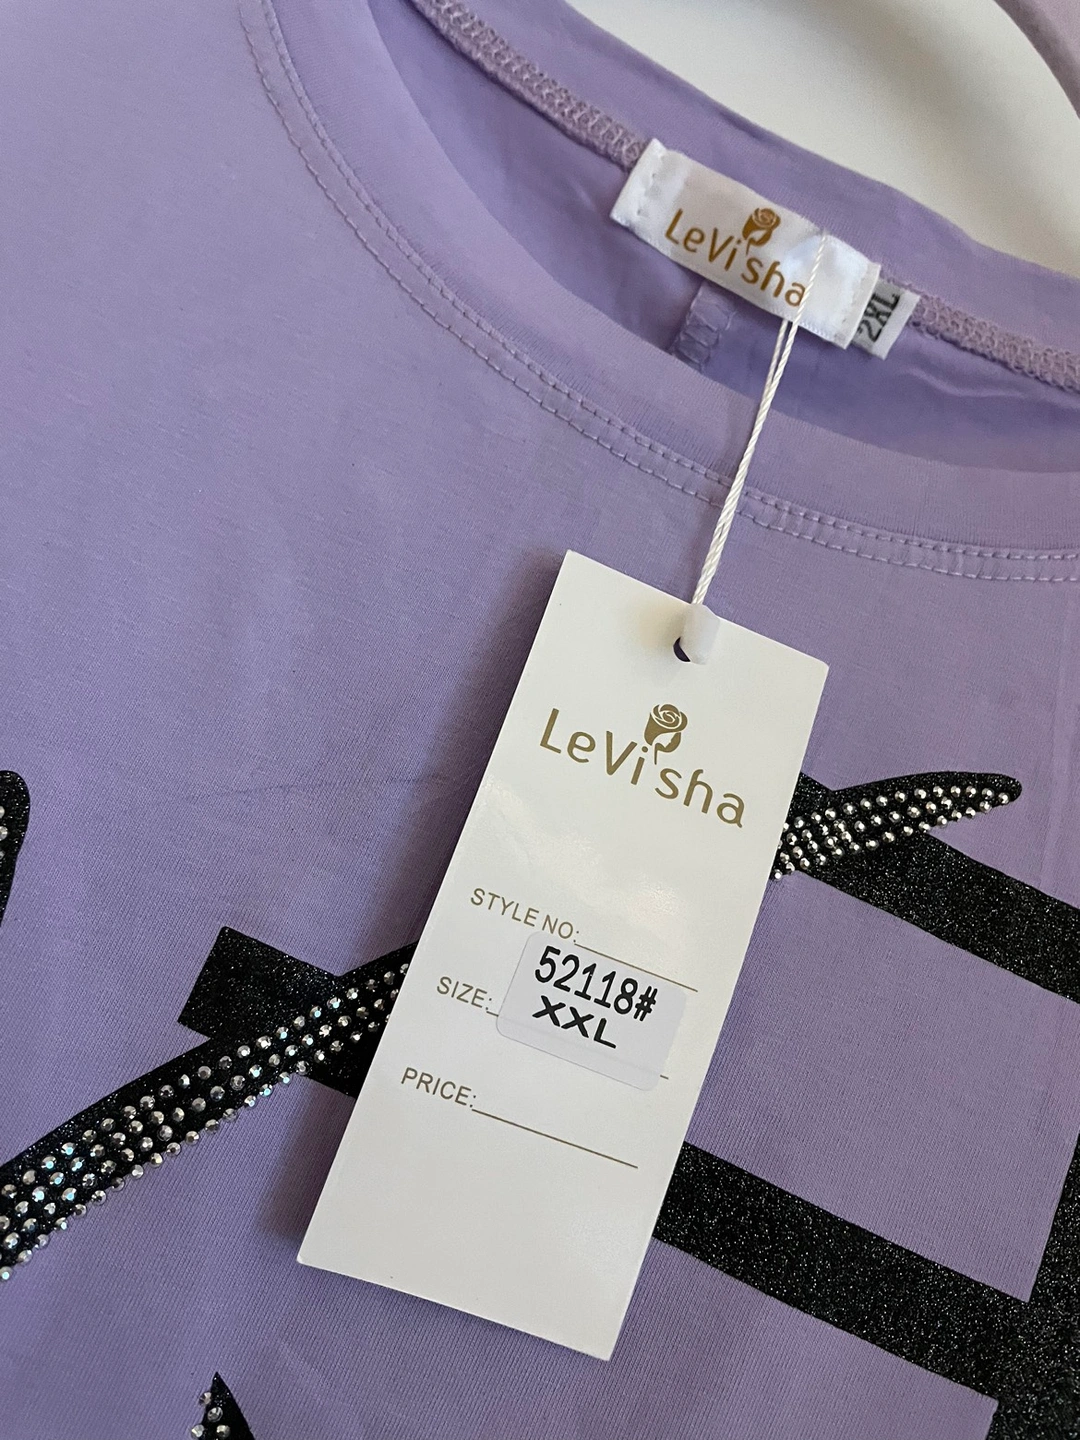 LeVisha
2XL
LeVisha
STYLE NO:
52118#
SIZE:
XXL
PRICE: